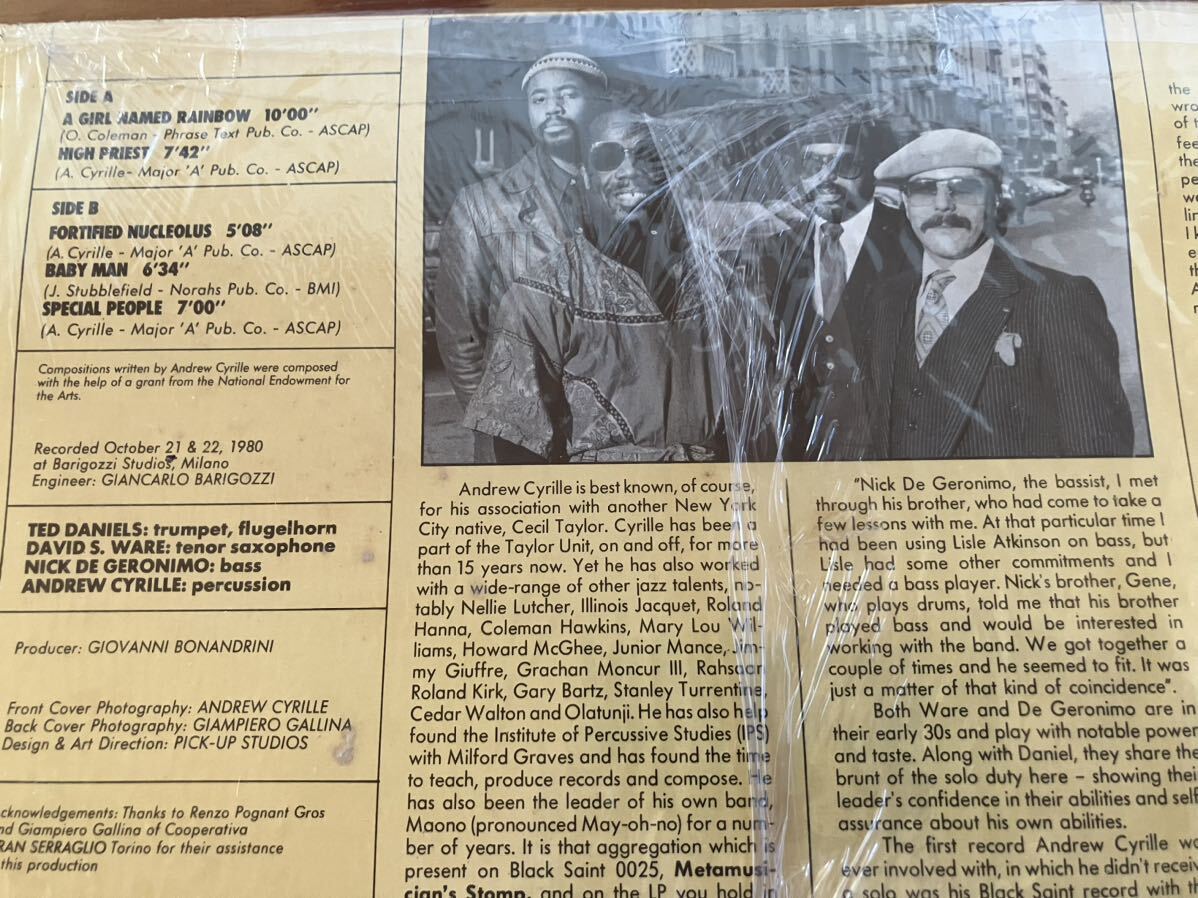 SIDE A
A GIRL NAMED RAINBOW 10'00"
(O. Coleman - Phrase Text Pub. Co. - ASCAP)
HIGH PRIEST 7'42"
(A. Cyrille- Major 'A' Pub. Co. - ASCAP)
SIDE B
FORTIFIED NUCLEOLUS 5'08"
(A. Cyrille - Major 'A' Pub. Co. - ASCAP)
BABY MAN 6'34"
(J. Stubblefield - Norahs Pub. Co. - BMI)
SPECIAL PEOPLE 7'00"
(A. Cyrille - Major 'A' Pub. Co. - ASCAP)
Compositions written by Andrew Cyrille were composed
with the help of a grant from the National Endowment for
the Arts.
Recorded October 21 & 22, 1980
at Barigozzi Studios, Milano
Engineer: GIANCARLO BARIGOZZI
TED DANIELS: trumpet, flugelhorn
DAVID S. WARE: tenor saxophone
NICK DE GERONIMO: bass
ANDREW CYRILLE: percussion
Producer: GIOVANNI BONANDRINI
Front Cover Photography: ANDREW CYRILLE
Back Cover Photography: GIAMPIERO GALLINA
Design & Art Direction: PICK-UP STUDIOS
cknowledgements: Thanks to Renzo Pognant Gros
nd Giampiero Gallina of Cooperativa
RAN SERRAGLIO Torino for their assistance
this production
Andrew Cyrille is best known, of course,
for his association with another New York
City native, Cecil Taylor. Cyrille has been a
part of the Taylor Unit, on and off, for more
than 15 years now. Yet he has also worked
with a wide-range of other jazz talents, no-
tably Nellie Lutcher, Illinois Jacquet, Roland
Hanna, Coleman Hawkins, Mary Lou Wil-
liams, Howard McGhee, Junior Mance, Jim-
my Giuffre, Grachan Moncur III, Rahsaan
Roland Kirk, Gary Bartz, Stanley Turrentine,
Cedar Walton and Olatunji. He has also help
found the Institute of Percussive Studies (IPS)
with Milford Graves and has found the time
to teach, produce records and compose. He
has also been the leader of his own band,
Maono (pronounced May-oh-no) for a num-
ber of years. It is that aggregation which is
present on Black Saint 0025, Metamusi-
cian's Stomp, and on the LP you hold in
"Nick De Geronimo, the bassist, I met
through his brother, who had come to take a
few lessons with me. At that particular time I
had been using Lisle Atkinson on bass, but
Lisle had some other commitments and I
needed a bass player. Nick's brother, Gene,
who plays drums, told me that his brother
played bass and would be interested in
working with the band. We got together a
couple of times and he seemed to fit. It was
just a matter of that kind of coincidence".
Both Ware and De Geronimo are in
their early 30s and play with notable power
and taste. Along with Daniel, they share the
brunt of the solo duty here – showing thei
leader's confidence in their abilities and self
assurance about his own abilities.
The first record Andrew Cyrille wa
ever involved with, in which he didn't receiv
a solo was his Black Saint record with th
the
wro
of t
fee
the
pe
we
lin
I k
e
th
A